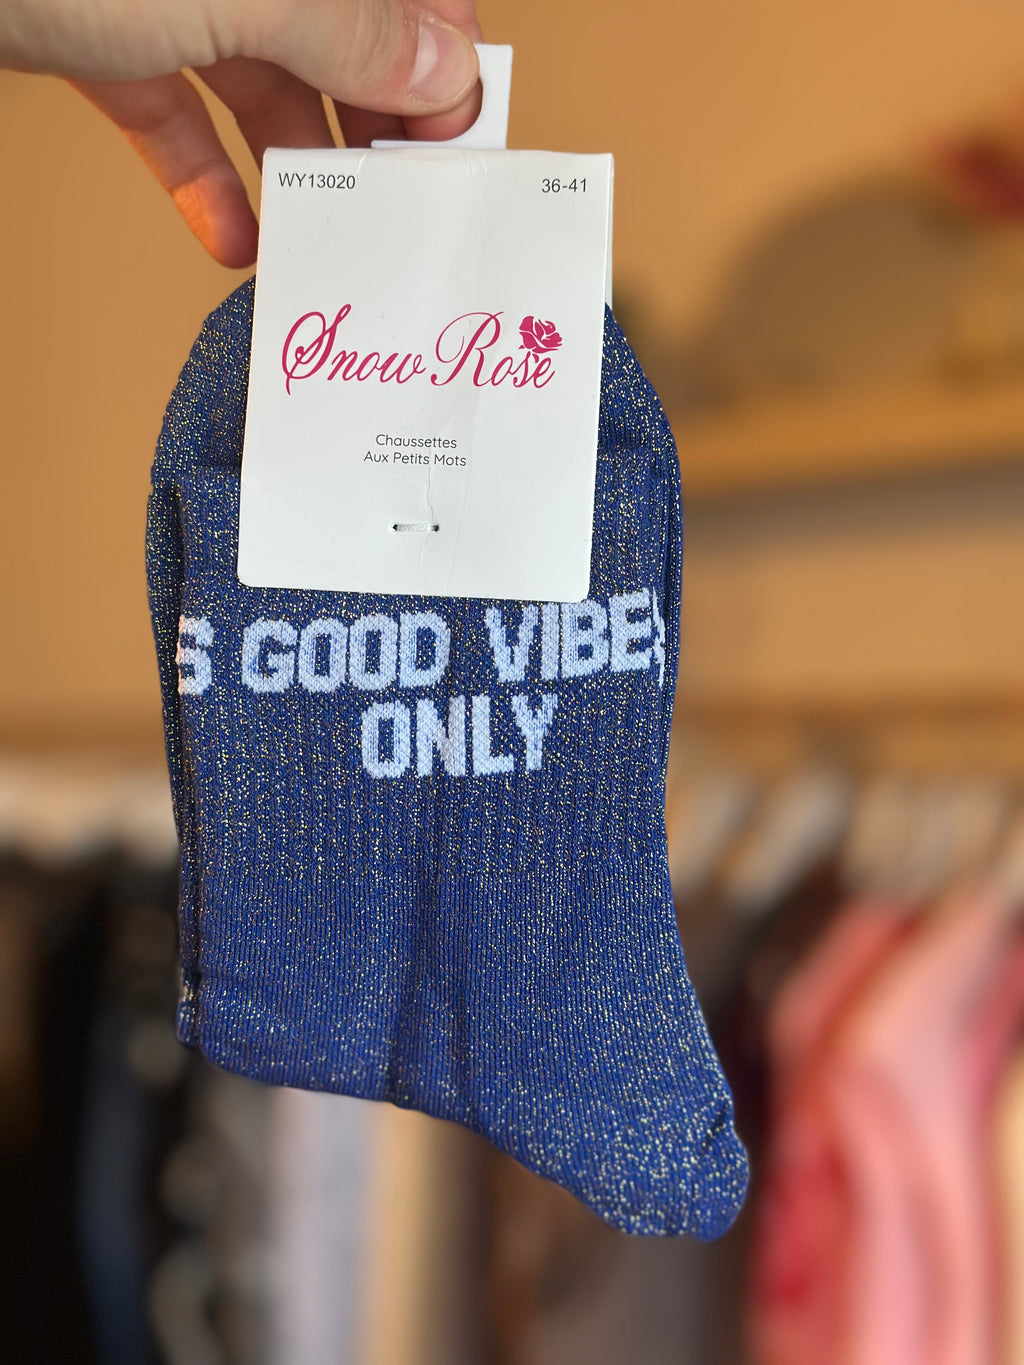 WY13020 36-41
Snow Rose
Chaussettes
Aux Petits Mots
S GOOD VIBES
ONLY